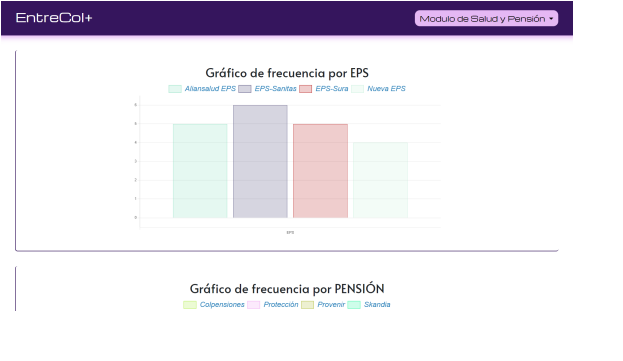 EntreCol+
Modulo de Salud y Pensión
Gráfico de frecuencia por EPS
Aliansalud EPS EPS-Sanitas EPS-Sura Nueva EPS
6
5
4
3
2
1
0
EPS
Gráfico de frecuencia por PENSIÓN
Colpensiones Protección Provenir Skandia